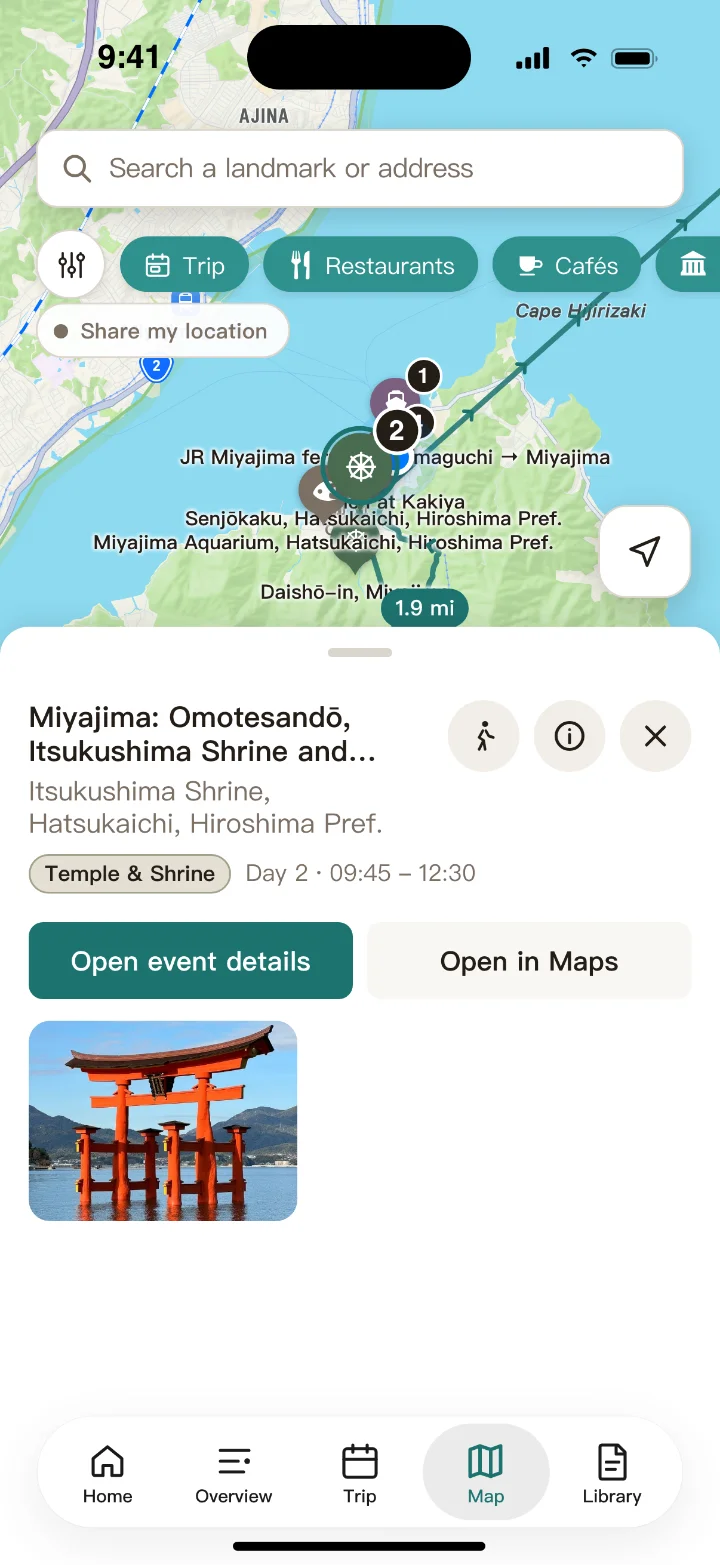 9:41
AJINA
Search a landmark or address
Trip
Restaurants
Cafés
Cape Hijirizaki
Share my location
2
1
2
JR Miyajima fe
maguchi → Miyajima
at Kakiya
Senjōkaku, Hatsukaichi, Hiroshima Pref.
Miyajima Aquarium, Hatsukaichi, Hiroshima Pref.
Daishō-in,
1.9 mi
Miyajima: Omotesandō,
Itsukushima Shrine and...
Itsukushima Shrine,
Hatsukaichi, Hiroshima Pref.
Temple & Shrine
Day 2 · 09:45 – 12:30
Open event details
Open in Maps
Home
Overview
Trip
Map
Library